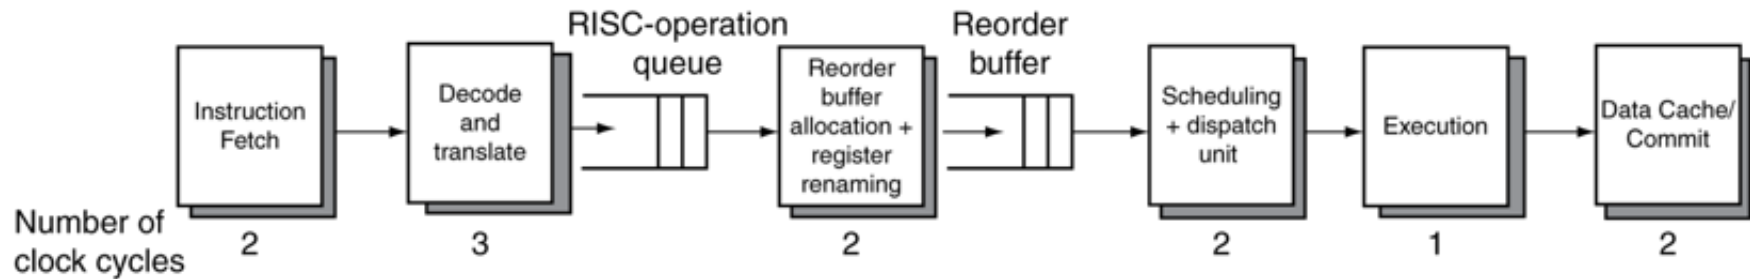 RISC-operation
queue
Reorder
buffer
Instruction
Fetch
Decode
and
translate
Reorder
buffer
allocation +
register
renaming
Scheduling
+ dispatch
unit
Execution
Data Cache/
Commit
Number of
clock cycles
2
3
2
2
1
2